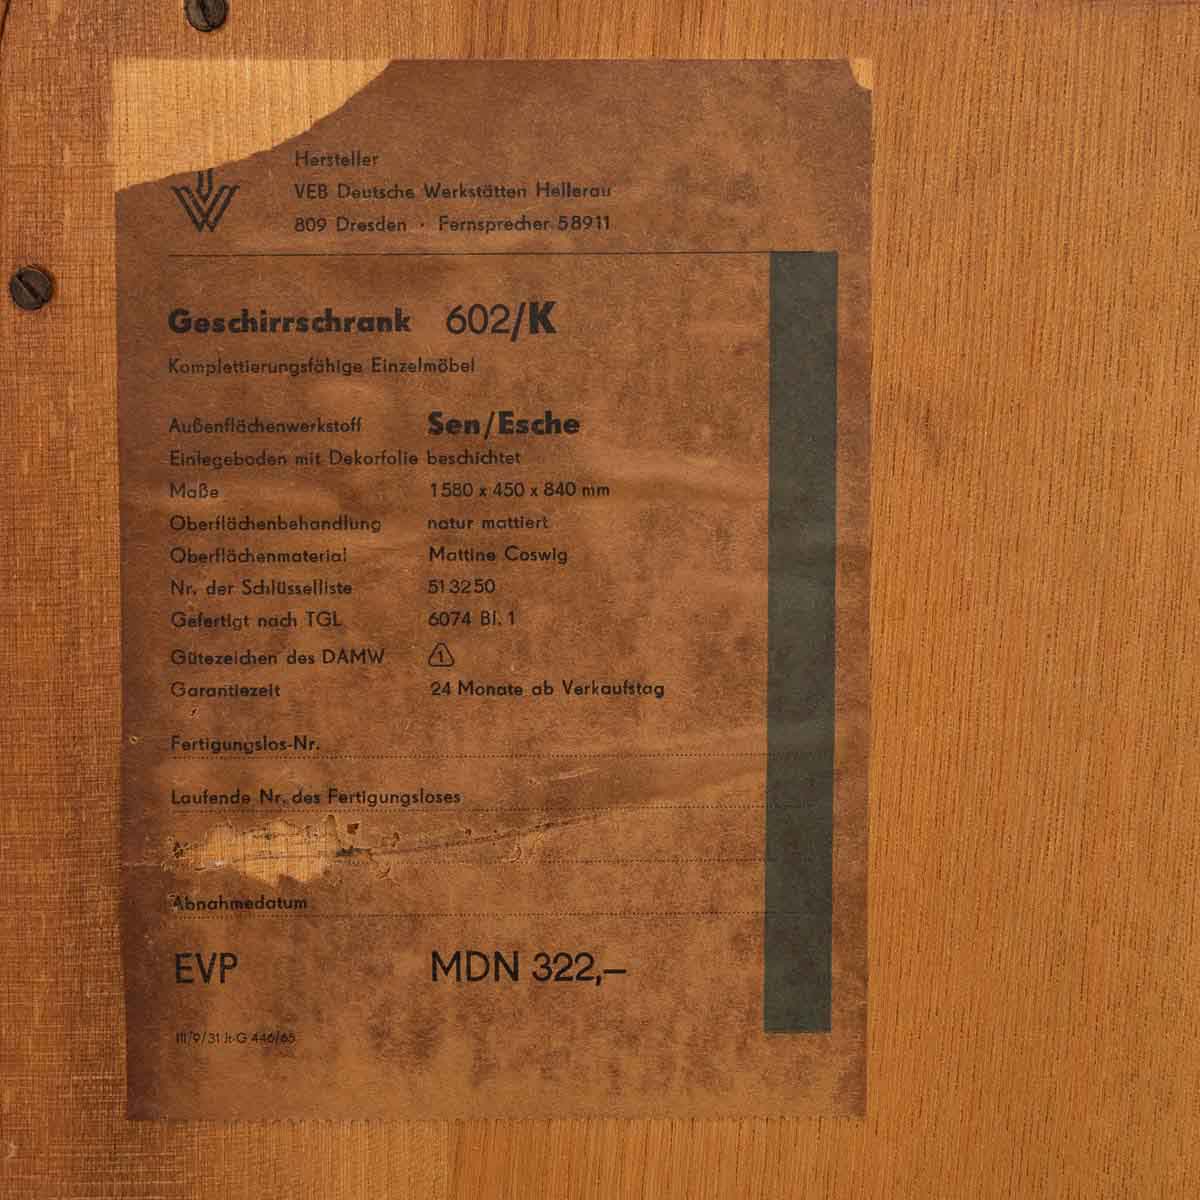 Hersteller
VEB Deutsche Werkstätten Hellerau
809 Dresden · Fernsprecher 58911
Geschirrschrank 602/K
Komplettierungsfähige Einzelmöbel
Außenflächenwerkstoff Sen/Esche
Einlegeboden mit Dekorfolie beschichtet
Maße 1580 x 450 x 840 mm
Oberflächenbehandlung natur mattiert
Oberflächenmaterial Mattine Coswig
Nr. der Schlüsselliste 513250
Gefertigt nach TGL 6074 Bl. 1
Gütezeichen des DAMW 1
Garantiezeit 24 Monate ab Verkaufstag
Fertigungslos-Nr.
Laufende Nr. des Fertigungsloses
Abnahmedatum
EVP MDN 322,–
III/9/31 It-G 446/65